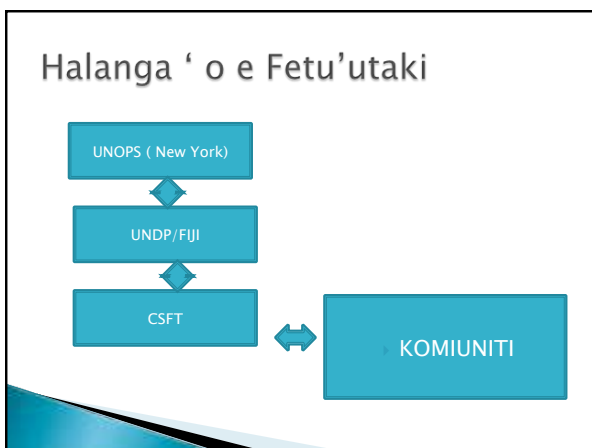 Halanga ‘ o e Fetu’utaki
UNOPS ( New York)
UNDP/FIJI
CSFT
KOMIUNITI